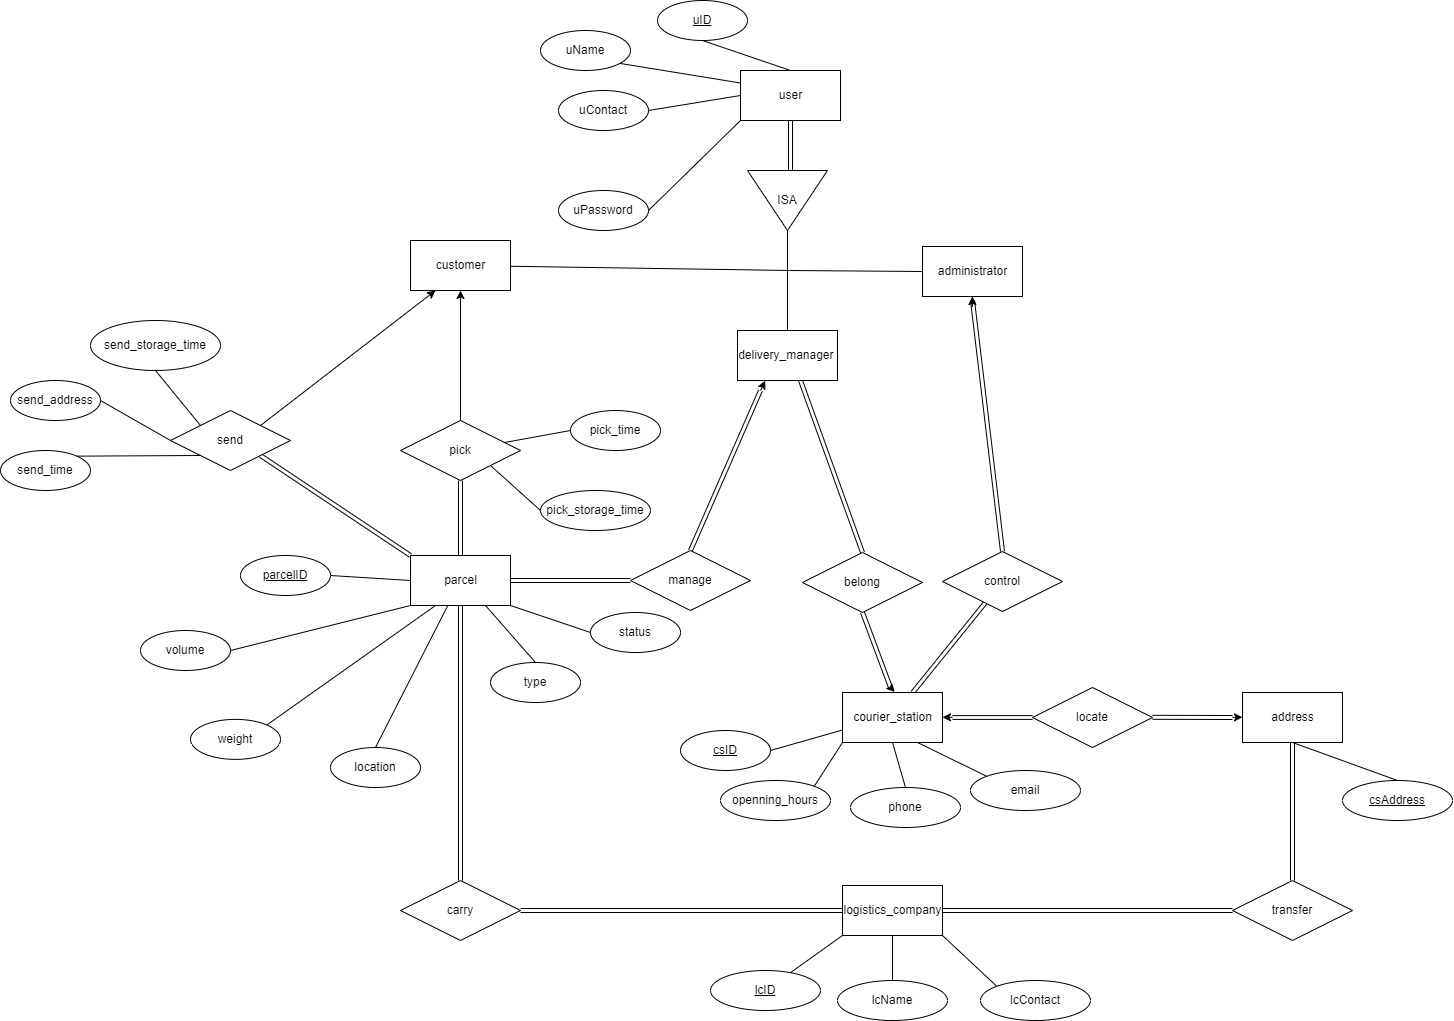 uID
uName
user
uContact
uPassword
ISA
customer
administrator
send_storage_time
delivery_manager
send_address
send
pick_time
pick
send_time
pick_storage_time
parcelID
parcel
manage
belong
control
status
volume
type
courier_station
locate
address
weight
location
csID
openning_hours
phone
email
csAddress
carry
logistics_company
transfer
lcID
lcName
lcContact